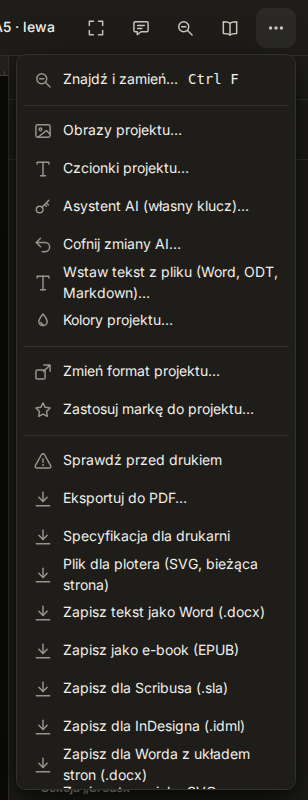 A5 · lewa
Znajdź i zamień... Ctrl F
Obrazy projektu...
Czcionki projektu...
Asystent AI (własny klucz)...
Cofnij zmiany AI...
Wstaw tekst z pliku (Word, ODT,
Markdown)...
Kolory projektu...
Zmień format projektu...
Zastosuj markę do projektu...
Sprawdź przed drukiem
Eksportuj do PDF...
Specyfikacja dla drukarni
Plik dla plotera (SVG, bieżąca
strona)
Zapisz tekst jako Word (.docx)
Zapisz jako e-book (EPUB)
Zapisz dla Scribusa (.sla)
Zapisz dla InDesigna (.idml)
Zapisz dla Worda z układem
stron (.docx)